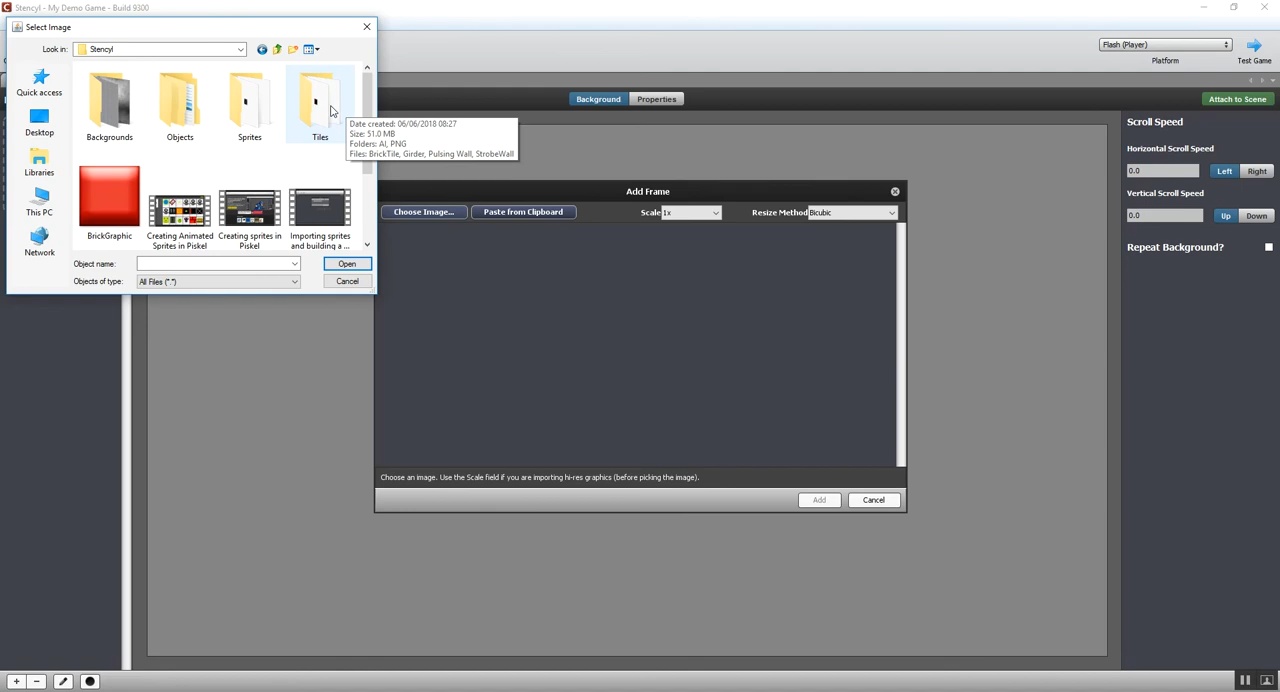 Stencyl - My Demo Game - Build 9300
Select Image
Look in: Stencyl
Quick access
Desktop
Libraries
This PC
Network
Backgrounds
Objects
Sprites
Tiles
Date created: 06/06/2018 08:27
Size: 51.0 MB
Folders: AI, PNG
Files: BrickTile, Girder, Pulsing Wall, StrobeWall
BrickGraphic
Creating Animated
Sprites in Piskel
Creating sprites in
Piskel
Importing sprites
and building a ...
Object name:
Open
Objects of type: All Files (*.*)
Cancel
Flash (Player)
Platform
Test Game
Background
Properties
Attach to Scene
Add Frame
Choose Image...
Paste from Clipboard
Scale 1x
Resize Method Bicubic
Choose an image. Use the Scale field if you are importing hi-res graphics (before picking the image).
Add
Cancel
Scroll Speed
Horizontal Scroll Speed
0.0
Left
Right
Vertical Scroll Speed
0.0
Up
Down
Repeat Background?